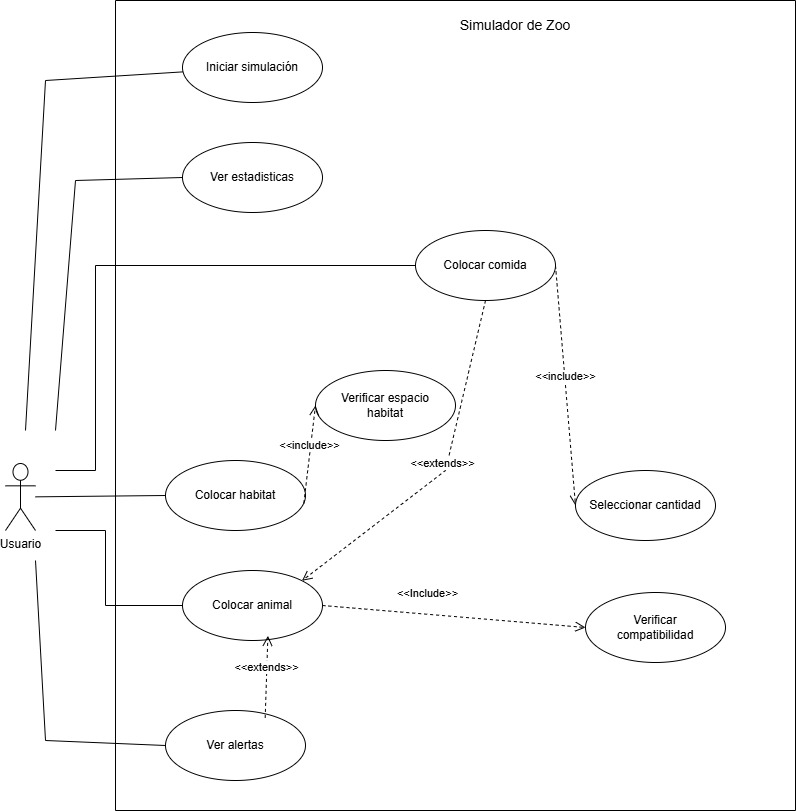 Simulador de Zoo
Iniciar simulación
Ver estadisticas
Colocar comida
<<include>>
Verificar espacio
habitat
<<include>>
<<extends>>
Colocar habitat
Seleccionar cantidad
Usuario
Colocar animal
<<Include>>
Verificar
compatibilidad
<<extends>>
Ver alertas